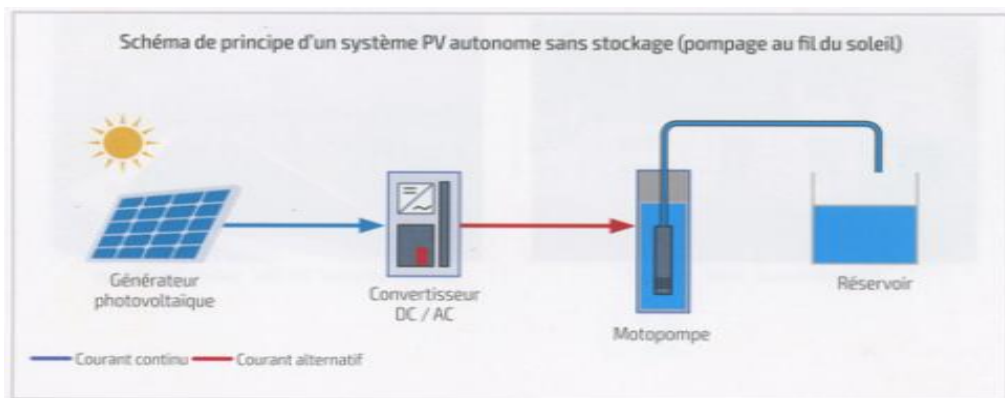 Schéma de principe d'un système PV autonome sans stockage (pompage au fil du soleil)
Générateur
photovoltaïque
Convertisseur
DC / AC
Motopompe
Réservoir
Courant continu
Courant alternatif